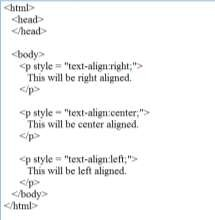 <html>
<head>
</head>
<body>
<p style = "text-align:right;">
This will be right aligned.
</p>
<p style = "text-align:center;">
This will be center aligned.
</p>
<p style = "text-align:left;">
This will be left aligned.
</p>
</body>
</html>